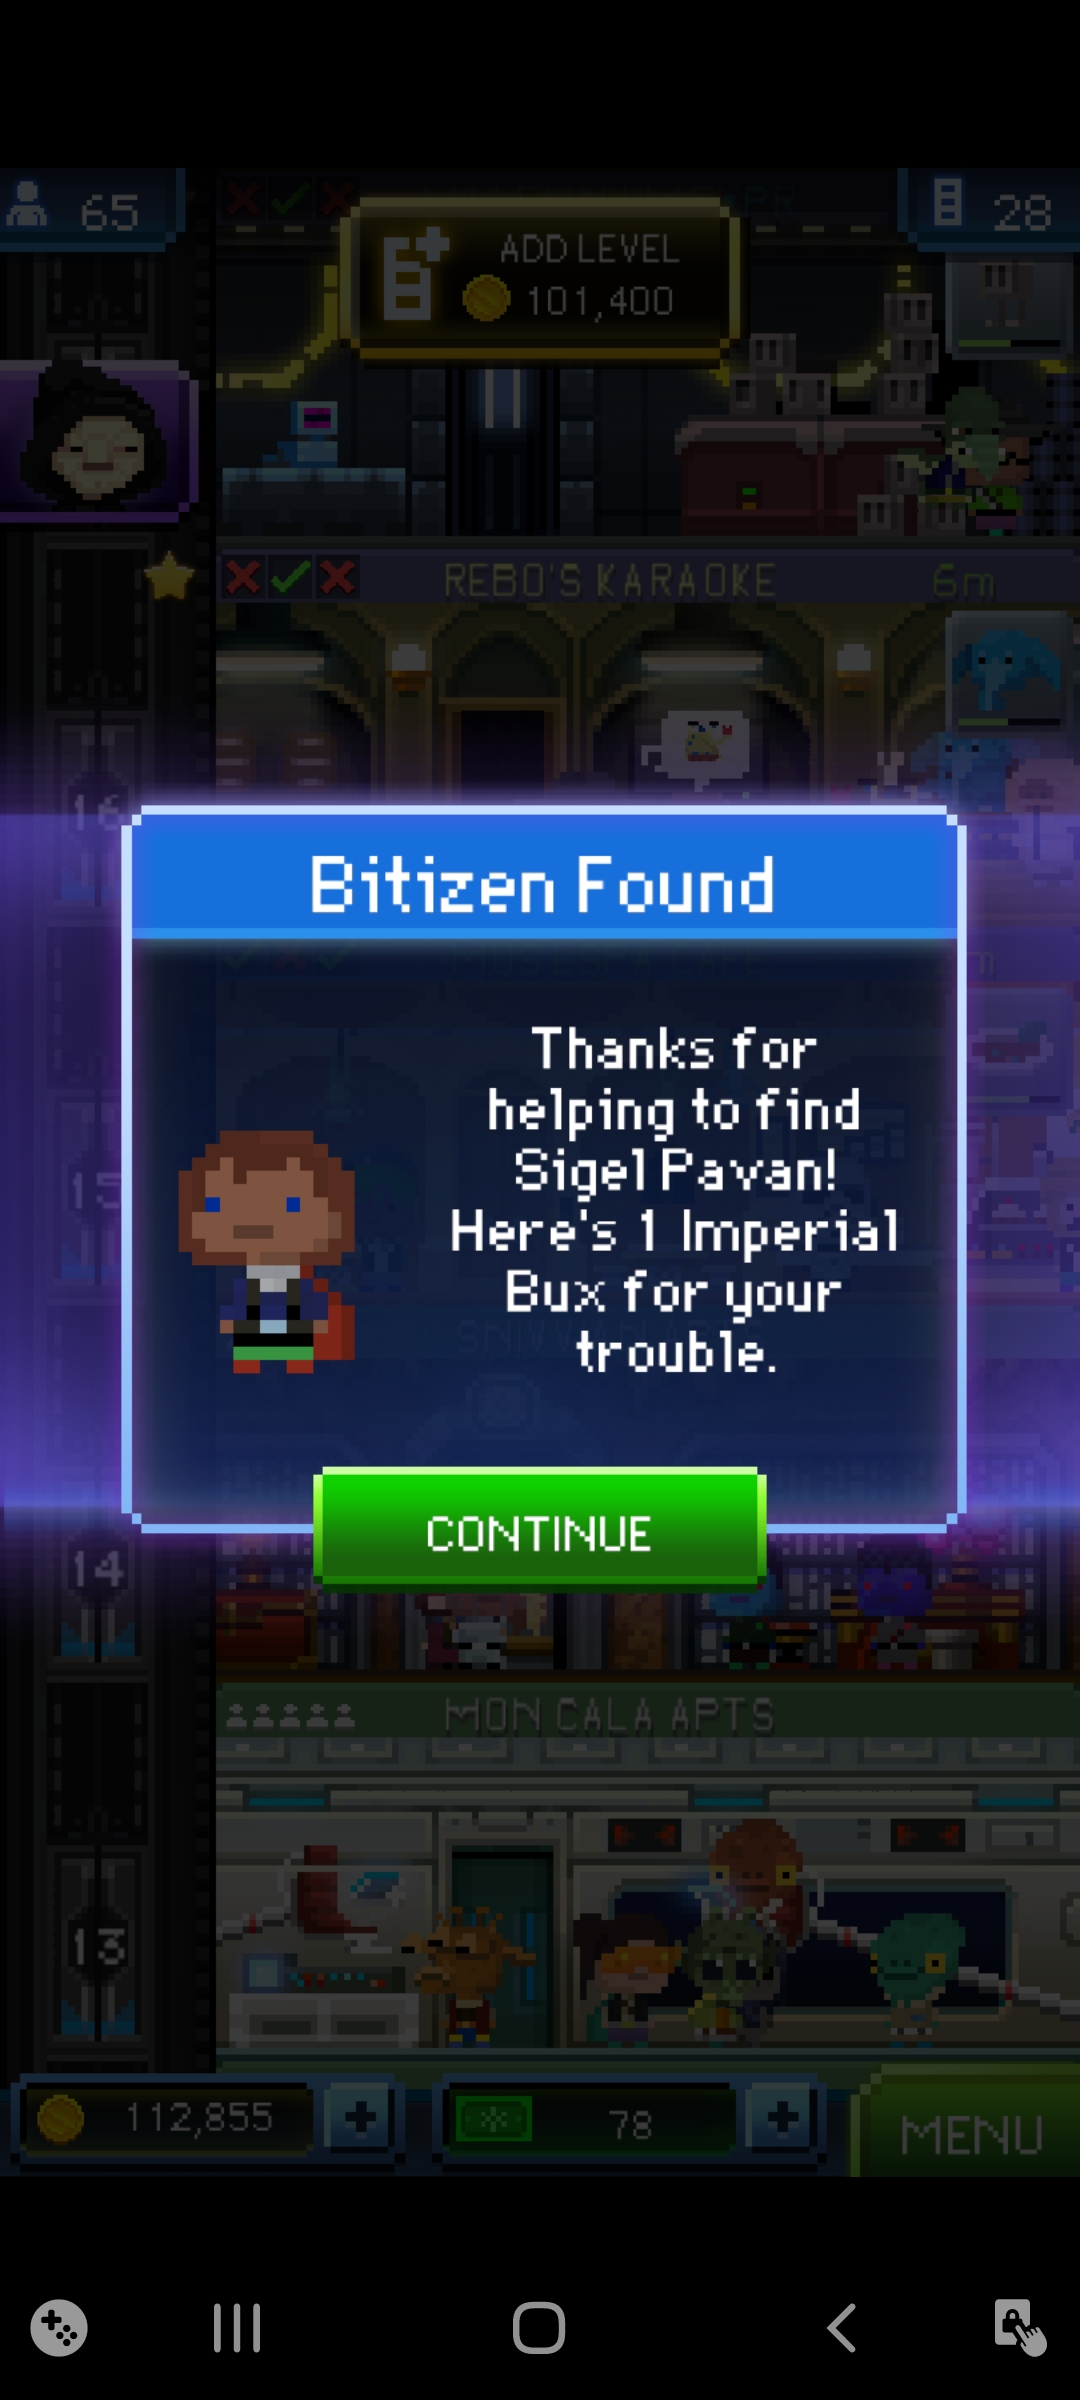 65
28
ADD LEVEL
101,400
REBO'S KARAOKE 6m
16
Bitizen Found
Thanks for
helping to find
Sigel Pavan!
Here's 1 Imperial
Bux for your
trouble.
15
CONTINUE
14
MON CALA APTS
13
112,855
78
MENU